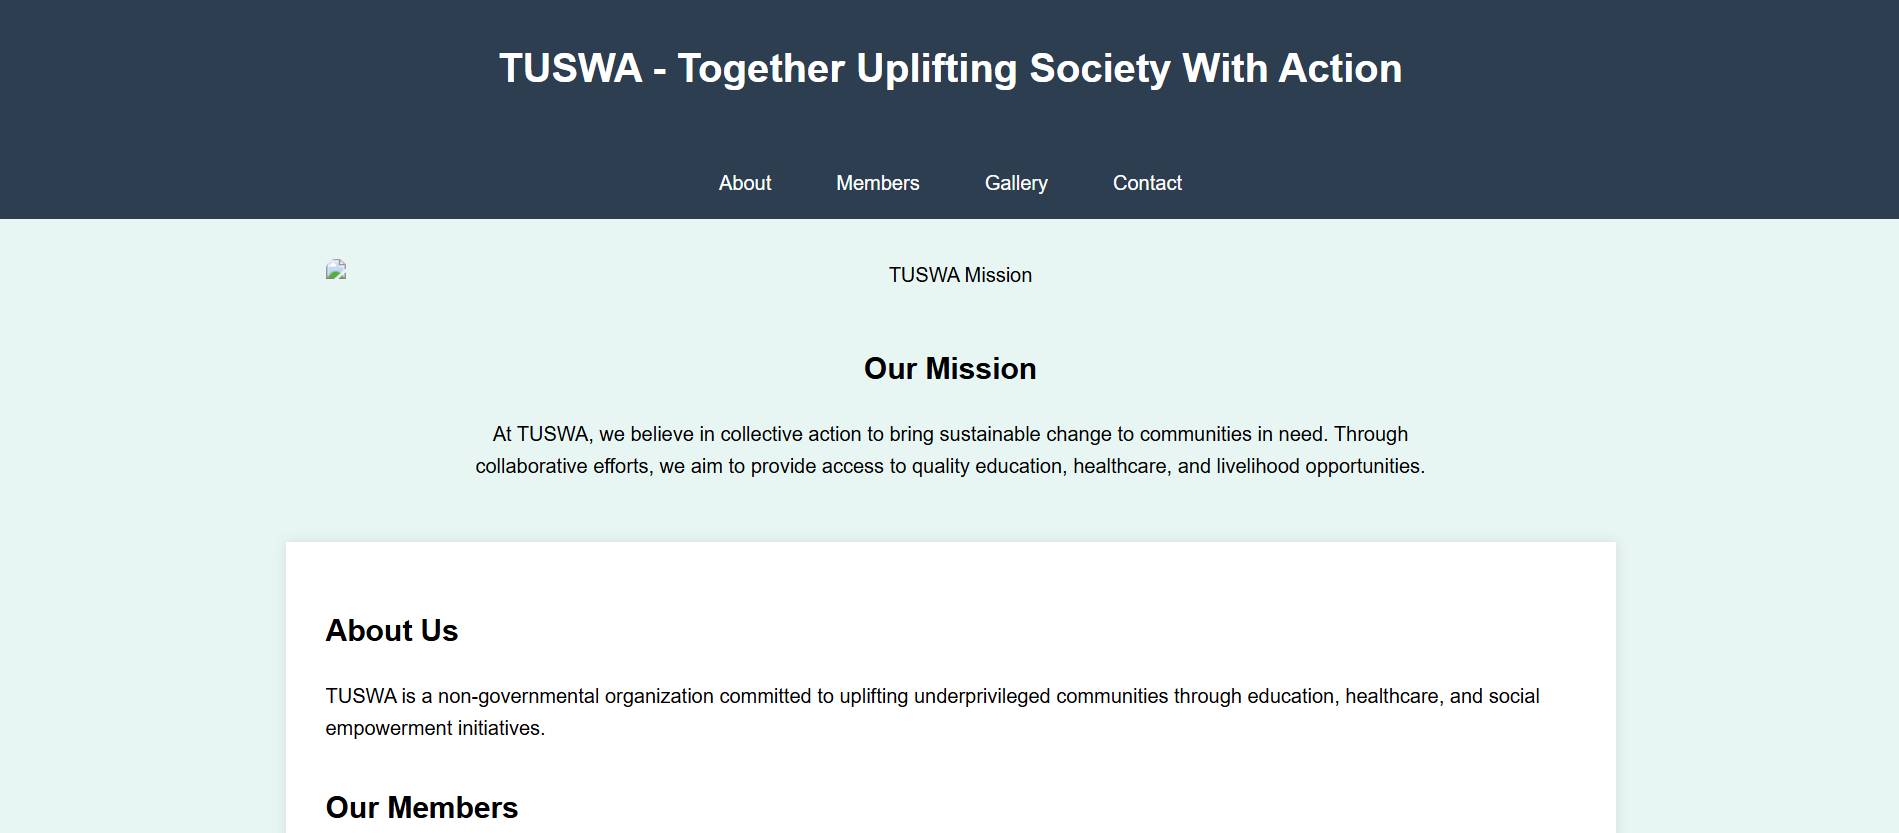 TUSWA - Together Uplifting Society With Action
About Members Gallery Contact
TUSWA Mission
Our Mission
At TUSWA, we believe in collective action to bring sustainable change to communities in need. Through
collaborative efforts, we aim to provide access to quality education, healthcare, and livelihood opportunities.
About Us
TUSWA is a non-governmental organization committed to uplifting underprivileged communities through education, healthcare, and social
empowerment initiatives.
Our Members